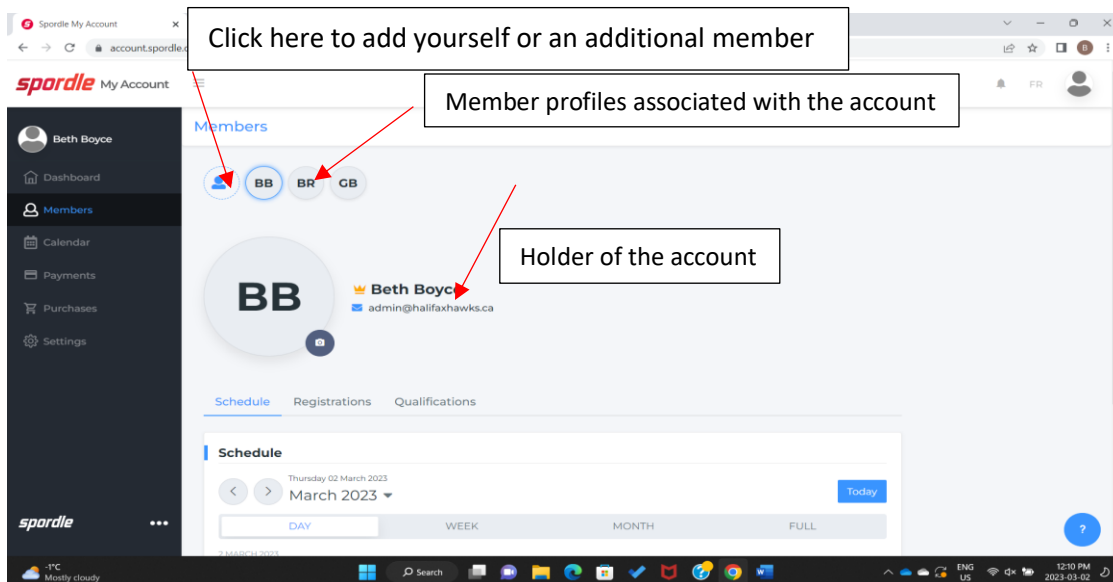 Spordle My Account
account.spordle.c
Click here to add yourself or an additional member
B
spordle My Account
FR
Member profiles associated with the account
Beth Boyce
Members
Dashboard
BB BR GB
Members
Calendar
Holder of the account
Payments
BB
Beth Boyce
Purchases
admin@halifaxhawks.ca
Settings
Schedule Registrations Qualifications
Schedule
Thursday 02 March 2023
March 2023
Today
DAY WEEK MONTH FULL
spordle
?
2 MARCH 2023
-1°C
Mostly cloudy
Search
ENG
US
12:10 PM
2023-03-02